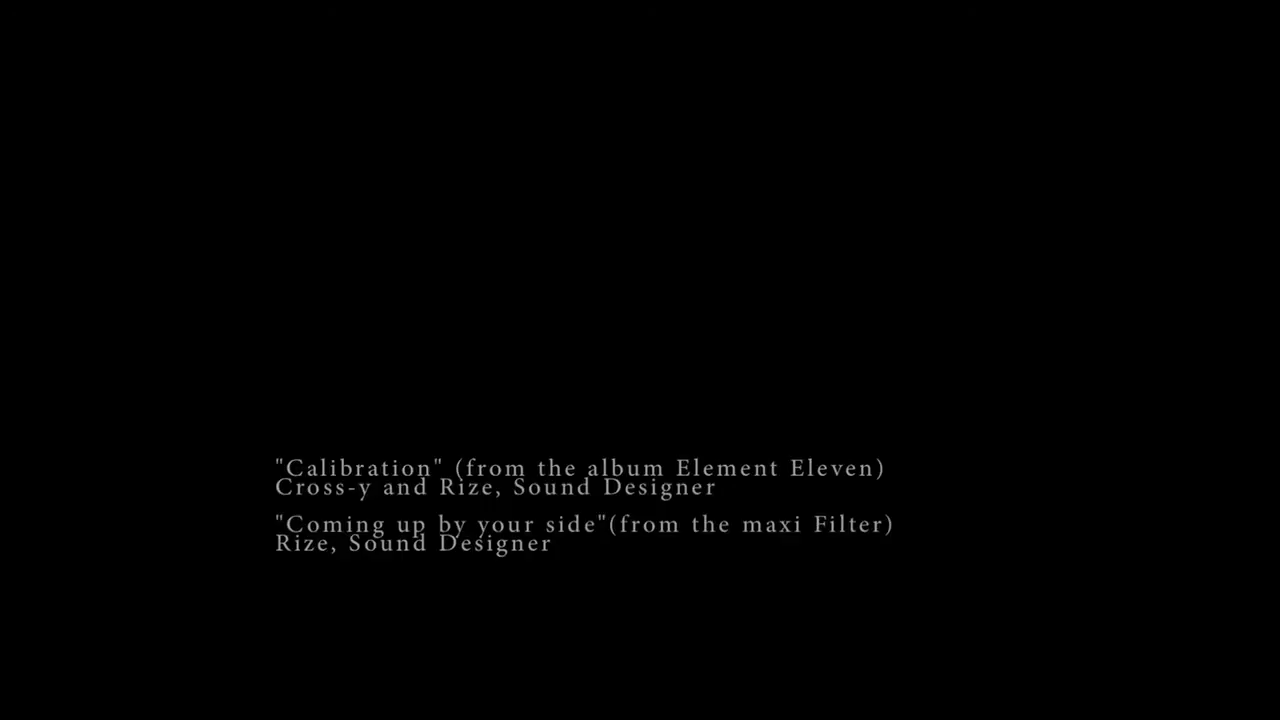 "Calibration" (from the album Element Eleven)
Cross-y and Rize, Sound Designer
"Coming up by your side"(from the maxi Filter)
Rize, Sound Designer